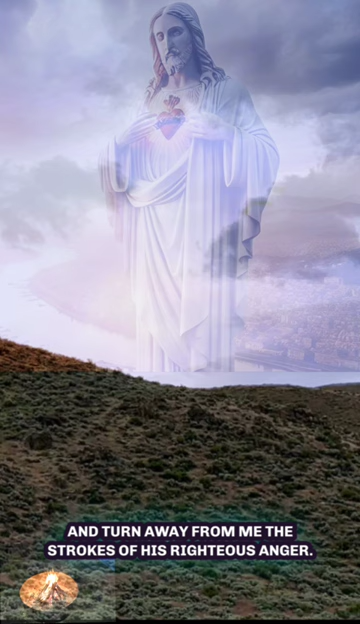 AND TURN AWAY FROM ME THE
STROKES OF HIS RIGHTEOUS ANGER.